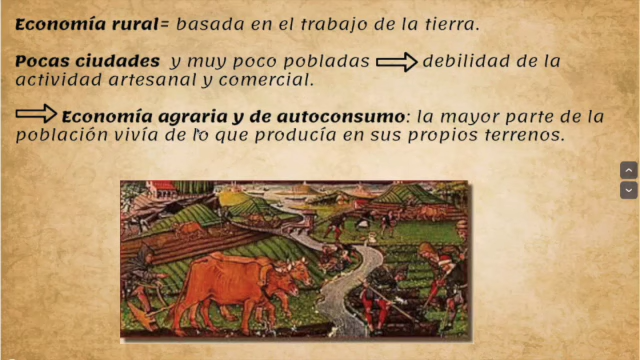 Economía rural= basada en el trabajo de la tierra.
Pocas ciudades y muy poco pobladas ⇨ debilidad de la
actividad artesanal y comercial.
⇨ Economía agraria y de autoconsumo: la mayor parte de la
población vivía de lo que producía en sus propios terrenos.